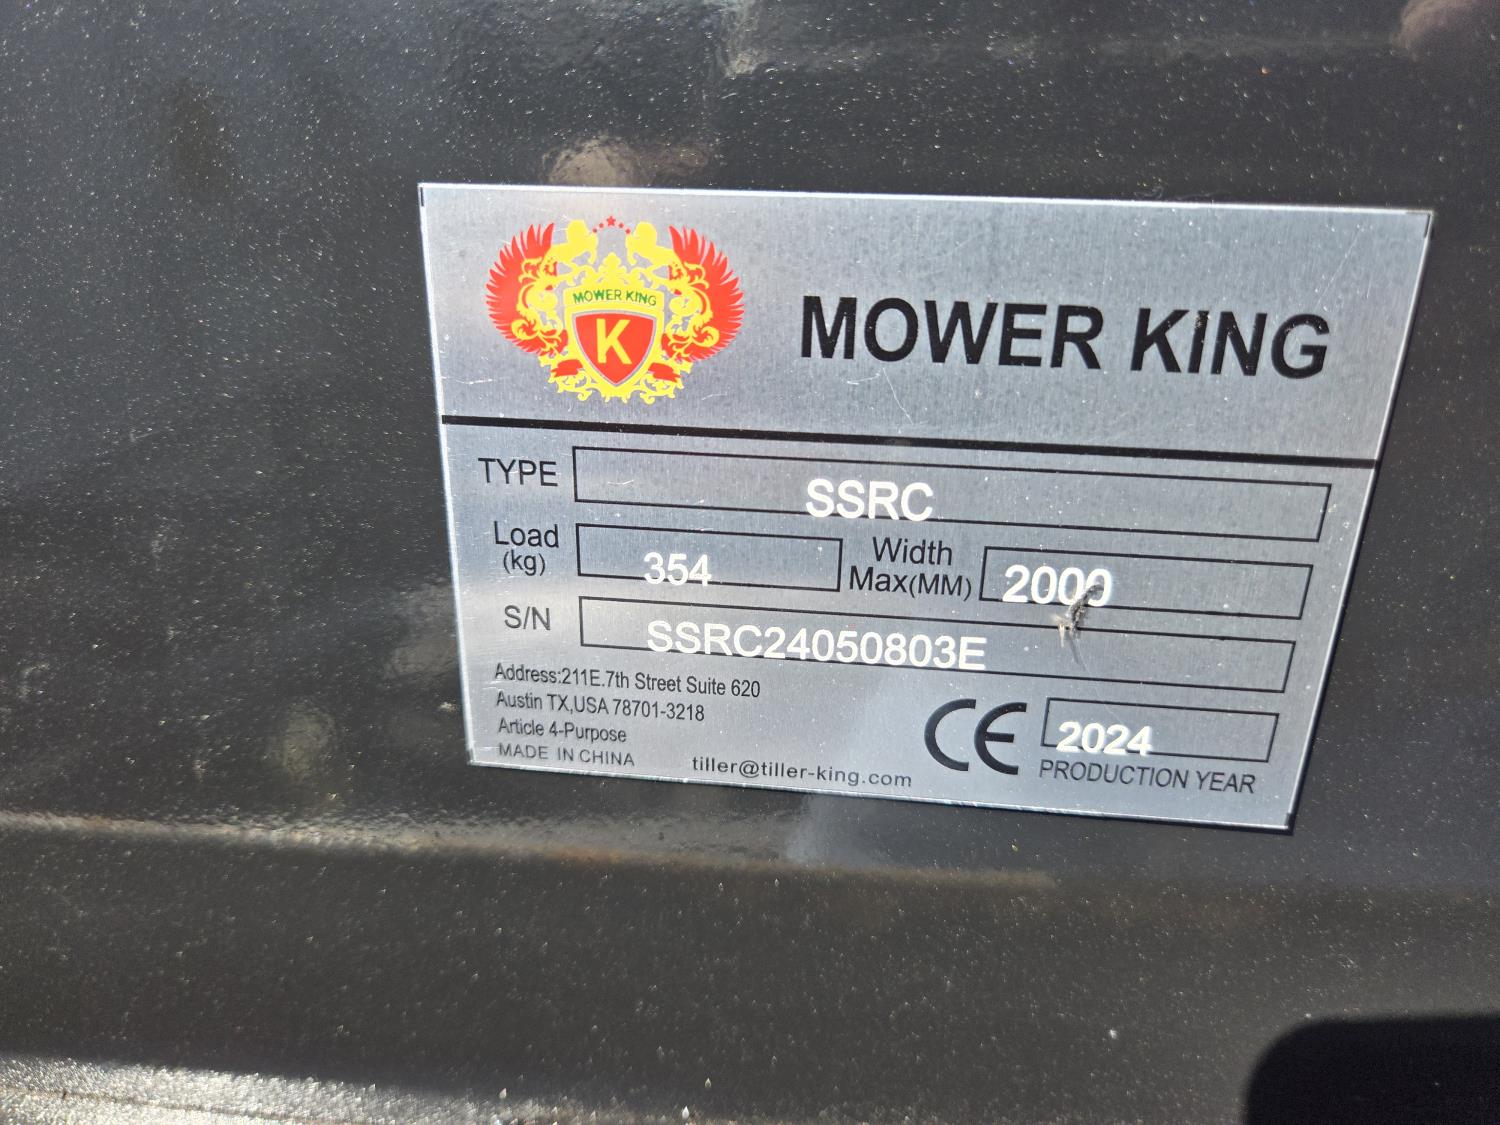 MOWER KING
K
MOWER KING
TYPE SSRC
Load (kg) 354 Width Max(MM) 2000
S/N SSRC24050803E
Address:211E.7th Street Suite 620
Austin TX,USA 78701-3218
Article 4-Purpose
MADE IN CHINA
tiller@tiller-king.com
CE 2024
PRODUCTION YEAR